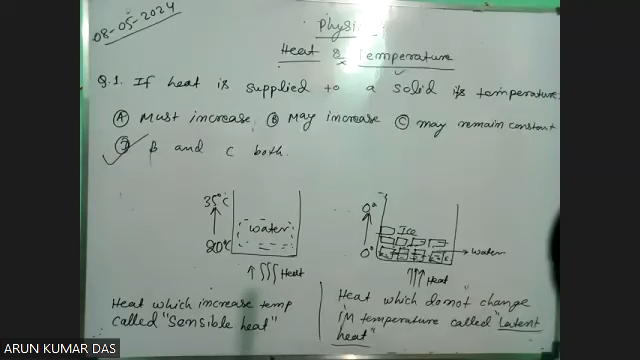 08-05-2024
Physi
Heat & Temperature
Q.1. If heat is supplied to a solid its temperature
Ⓐ Must increase Ⓑ May increase Ⓒ may remain constant
Ⓓ B and C both.
35°C
water
20°C
Heat
0°
Ice
0°
water
Heat
Heat which increase temp
called "Sensible heat"
Heat which do not change
temperature called "Latent
heat"
ARUN KUMAR DAS